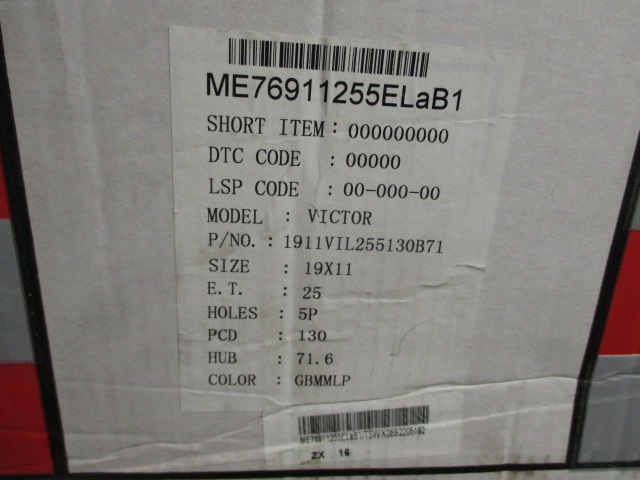 ME76911255ELaB1
SHORT ITEM : 000000000
DTC CODE : 00000
LSP CODE : 00-000-00
MODEL : VICTOR
P/NO. : 1911VIL255130B71
SIZE : 19X11
E.T. : 25
HOLES : 5P
PCD : 130
HUB : 71.6
COLOR : GBMMLP
ZX 16